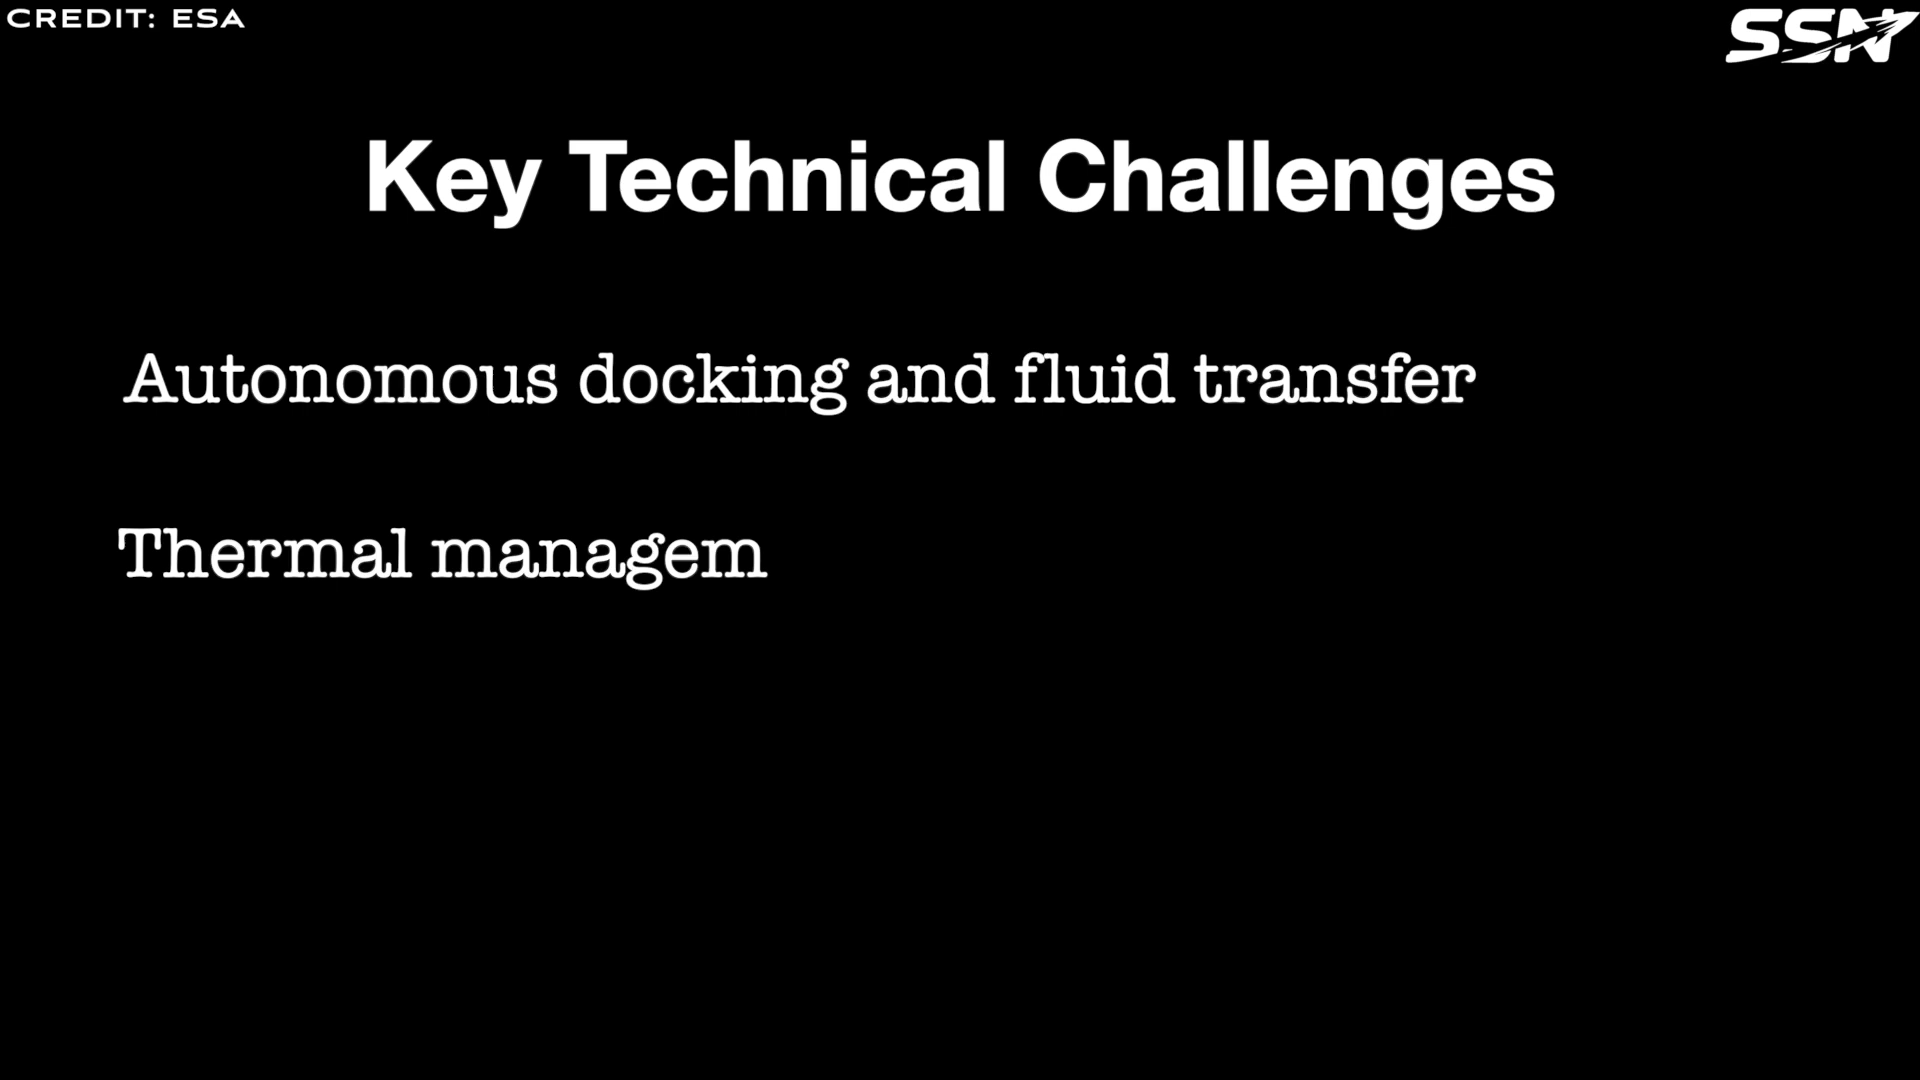 CREDIT: ESA
SSN
Key Technical Challenges
Autonomous docking and fluid transfer
Thermal managem